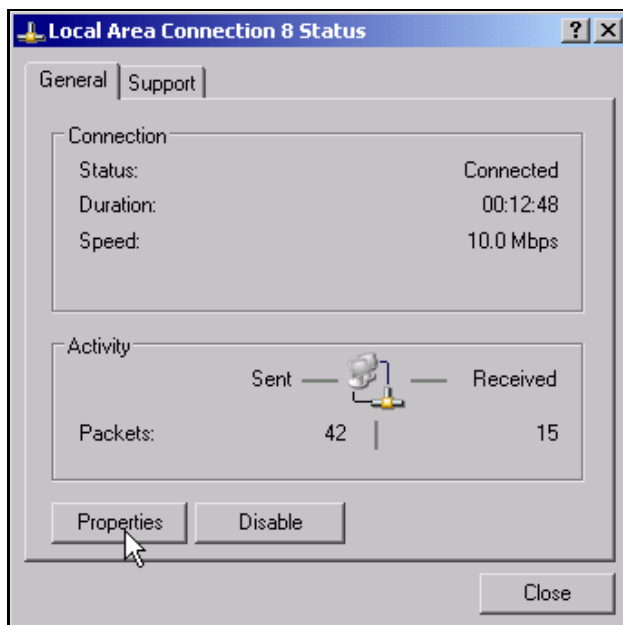 Local Area Connection 8 Status
General Support
Connection
Status: Connected
Duration: 00:12:48
Speed: 10.0 Mbps
Activity
Sent Received
Packets: 42 15
Properties Disable
Close